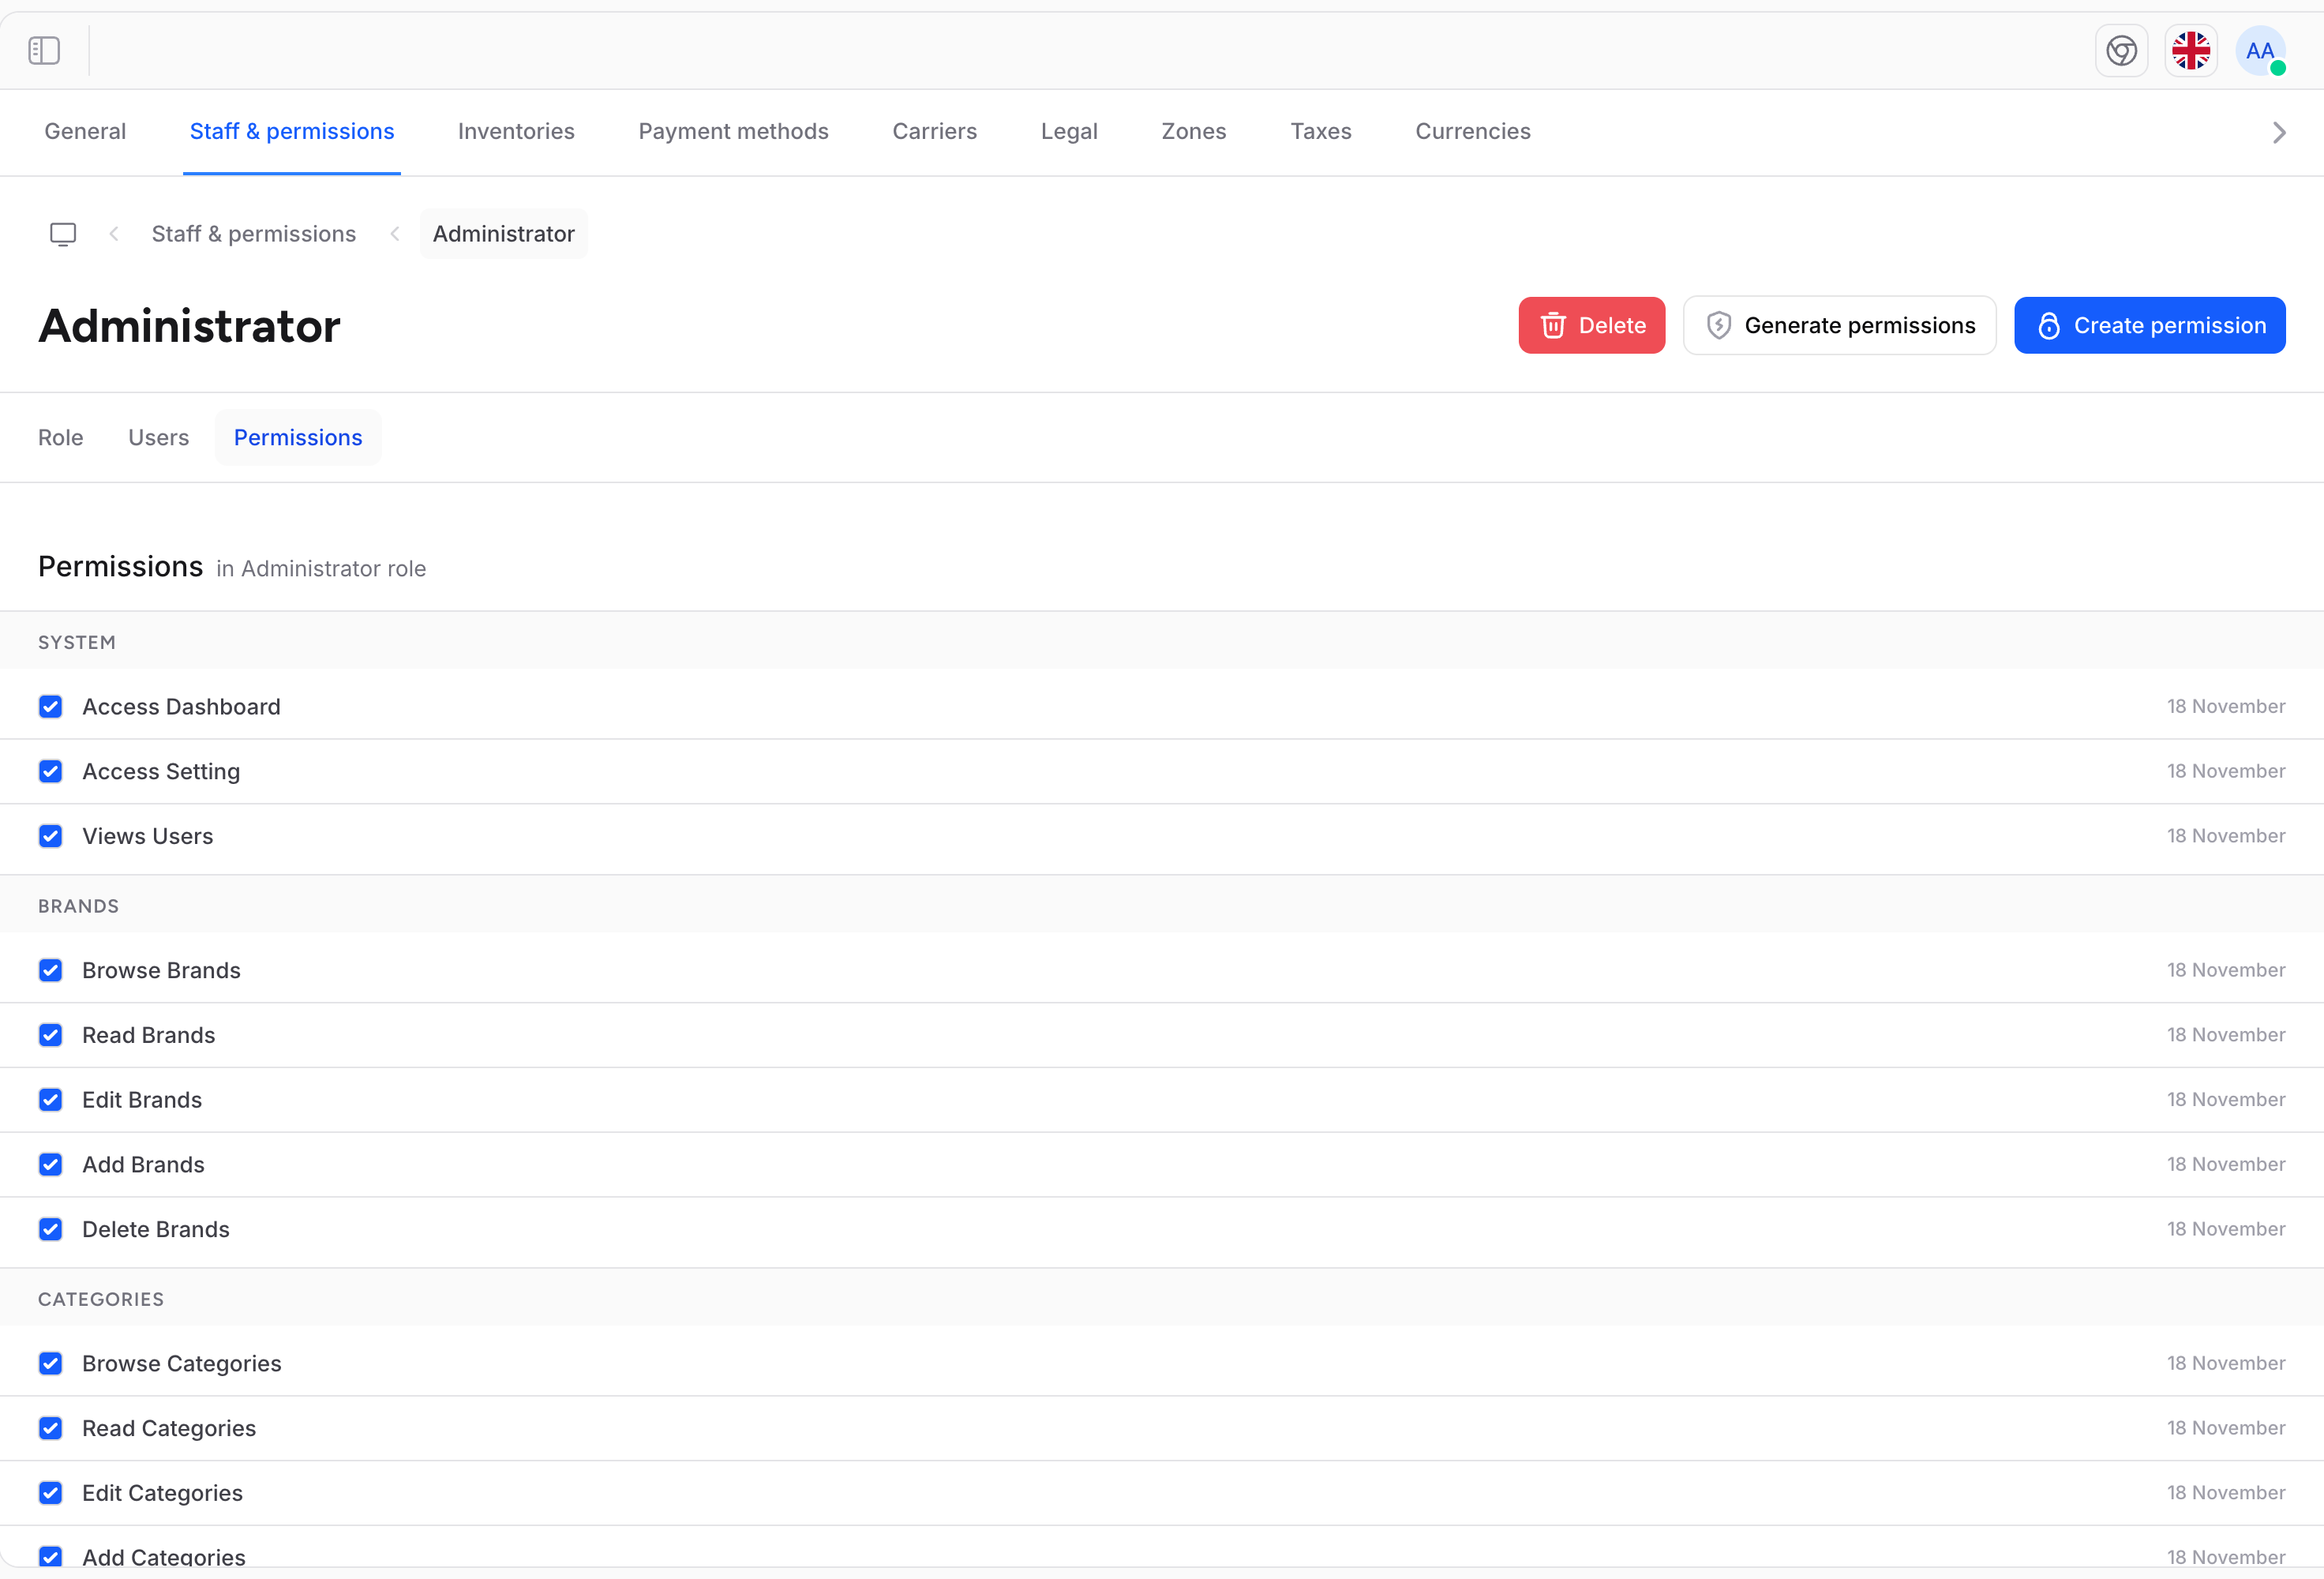 AA
General Staff & permissions Inventories Payment methods Carriers Legal Zones Taxes Currencies
Staff & permissions Administrator
Administrator
Delete Generate permissions Create permission
Role Users Permissions
Permissions in Administrator role
SYSTEM
Access Dashboard 18 November
Access Setting 18 November
Views Users 18 November
BRANDS
Browse Brands 18 November
Read Brands 18 November
Edit Brands 18 November
Add Brands 18 November
Delete Brands 18 November
CATEGORIES
Browse Categories 18 November
Read Categories 18 November
Edit Categories 18 November
Add Categories 18 November